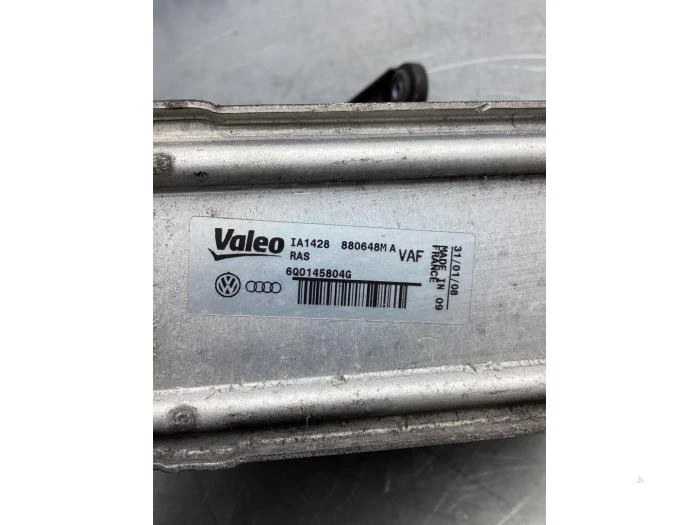 Valeo IA1428 880648M A
RAS VAF
6Q0145804G
31/01/08
MADE IN
FRANCE 09